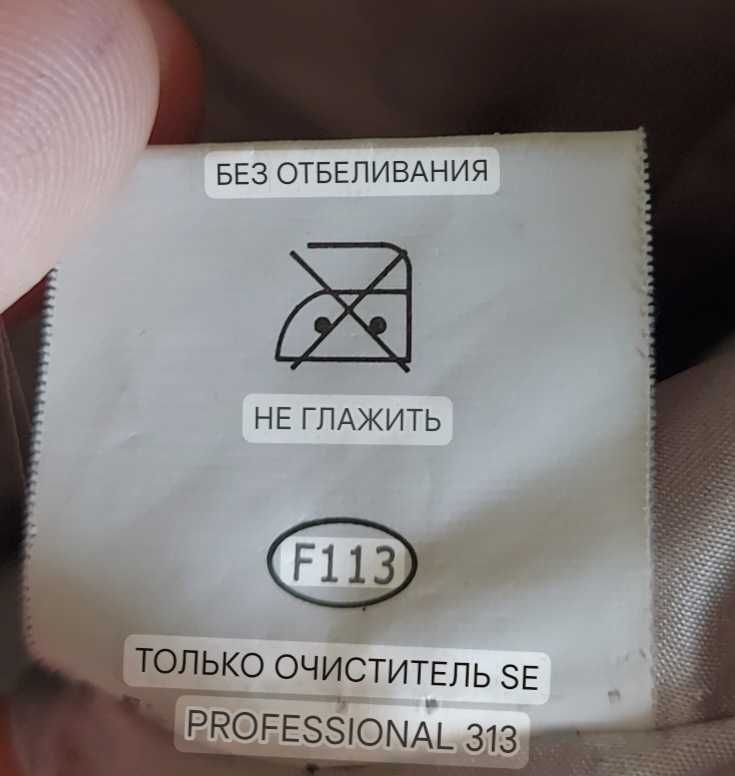 БЕЗ ОТБЕЛИВАНИЯ
НЕ ГЛАЖИТЬ
F113
ТОЛЬКО ОЧИСТИТЕЛЬ SE
PROFESSIONAL 313